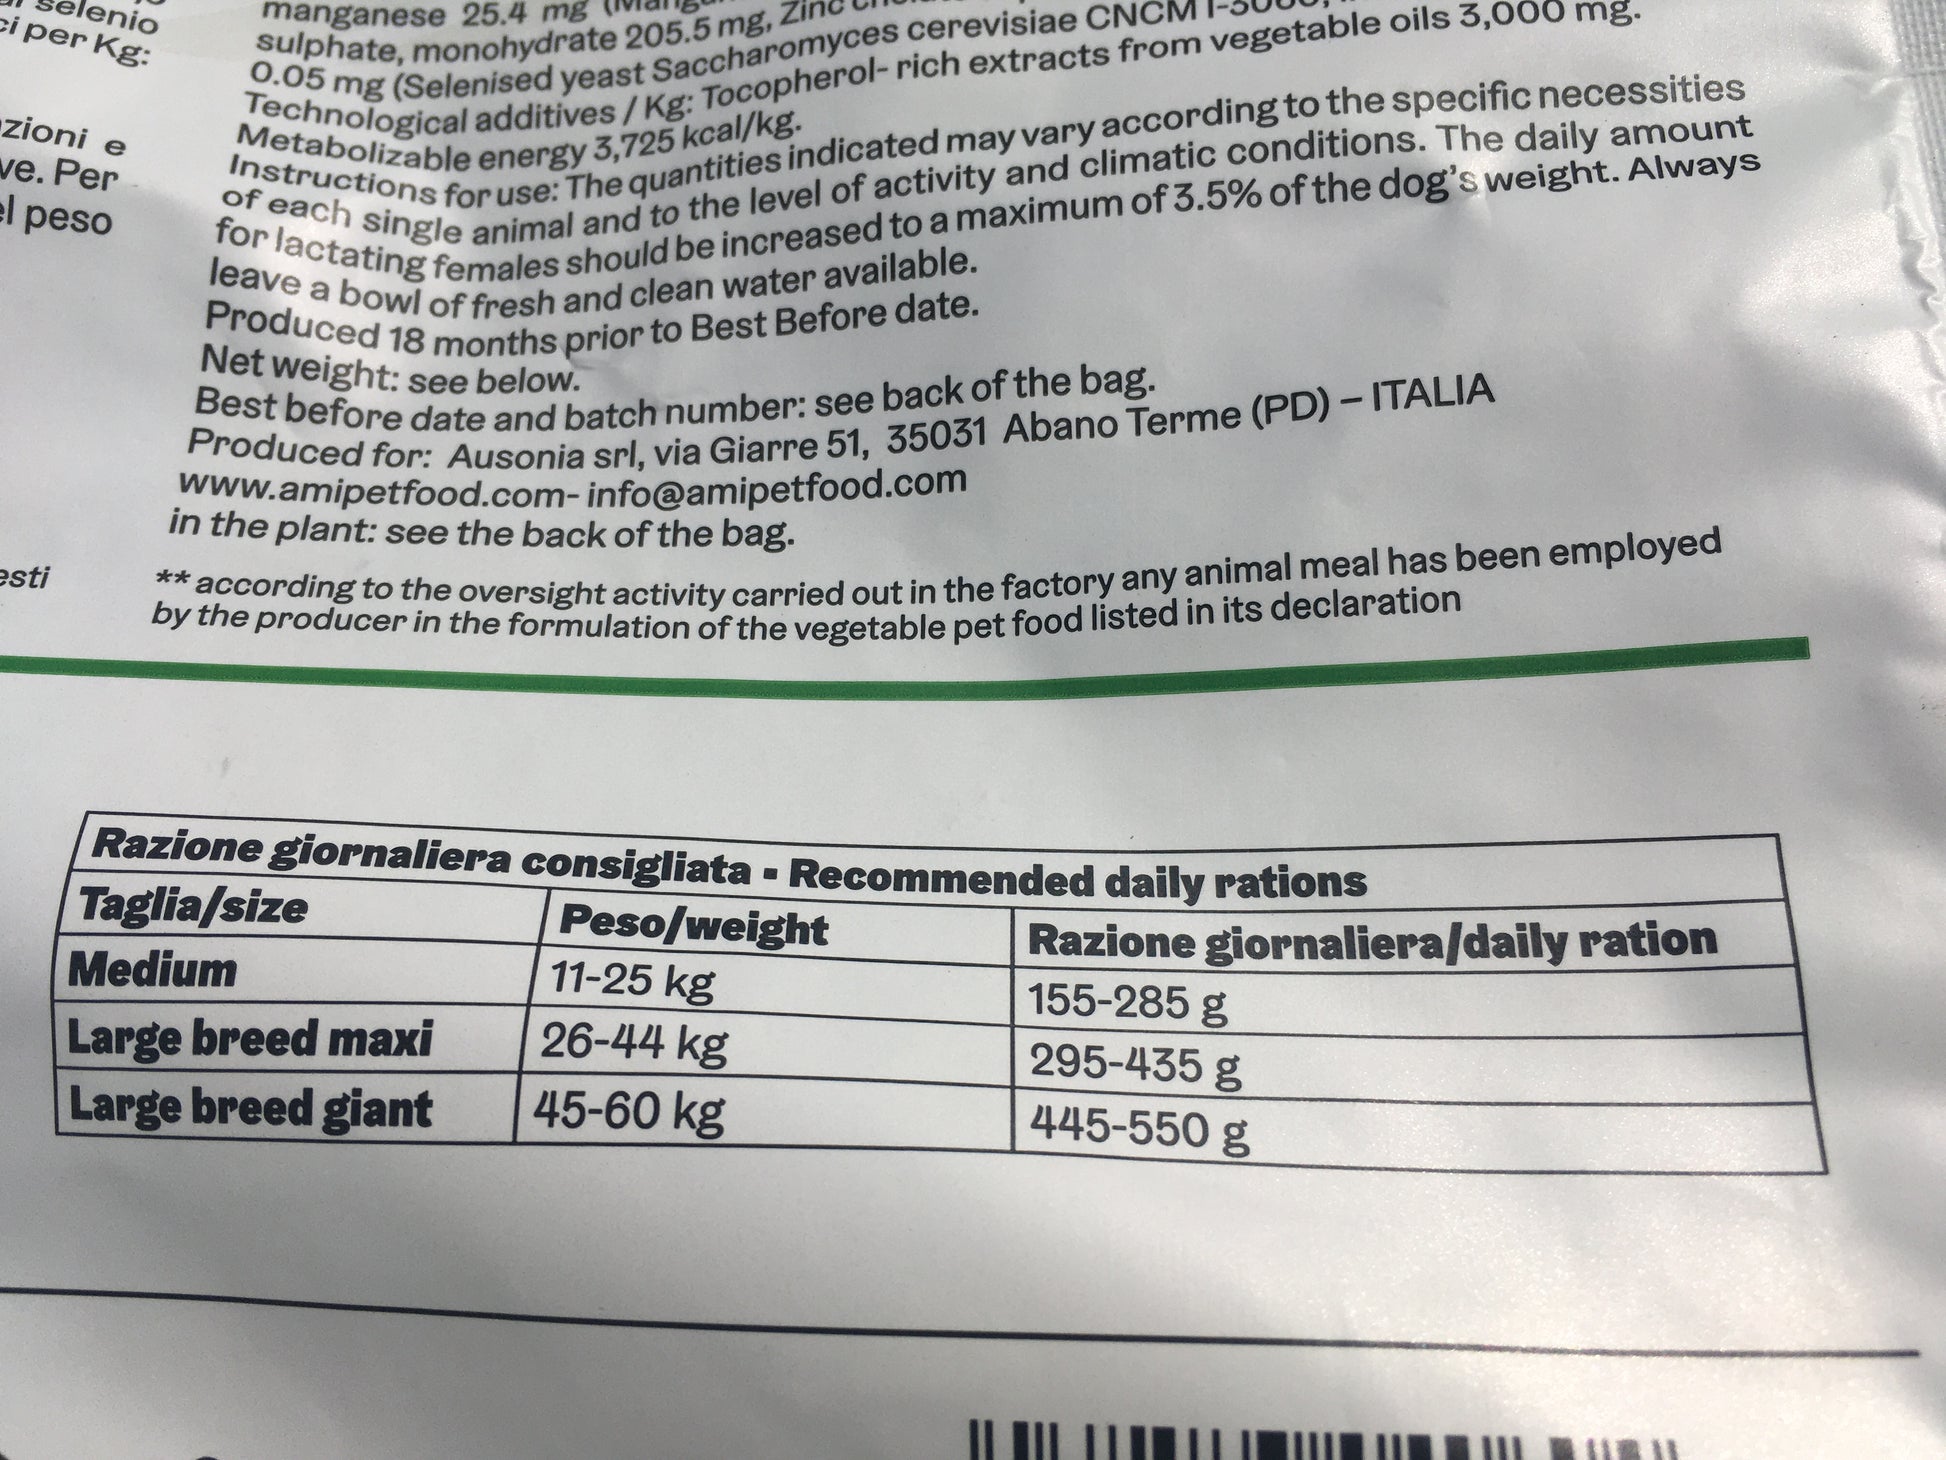 selenio
ci per Kg:
zioni e
ve. Per
el peso
esti
manganese 25.4 mg
sulphate, monohydrate 205.5 mg, Zinc
0.05 mg (Selenised yeast Saccharomyces cerevisiae CNCM
Technological additives / Kg: Tocopherol- rich extracts from vegetable oils 3,000 mg.
Metabolizable energy 3,725 kcal/kg.
Instructions for use: The quantities indicated may vary according to the specific necessities
of each single animal and to the level of activity and climatic conditions. The daily amount
for lactating females should be increased to a maximum of 3.5% of the dog's weight. Always
leave a bowl of fresh and clean water available.
Produced 18 months prior to Best Before date.
Net weight: see below.
Best before date and batch number: see back of the bag.
Produced for: Ausonia srl, via Giarre 51, 35031 Abano Terme (PD) – ITALIA
www.amipetfood.com- info@amipetfood.com
in the plant: see the back of the bag.
** according to the oversight activity carried out in the factory any animal meal has been employed
by the producer in the formulation of the vegetable pet food listed in its declaration
Razione giornaliera consigliata ▪ Recommended daily rations
Taglia/size Peso/weight Razione giornaliera/daily ration
Medium 11-25 kg 155-285 g
Large breed maxi 26-44 kg 295-435 g
Large breed giant 45-60 kg 445-550 g